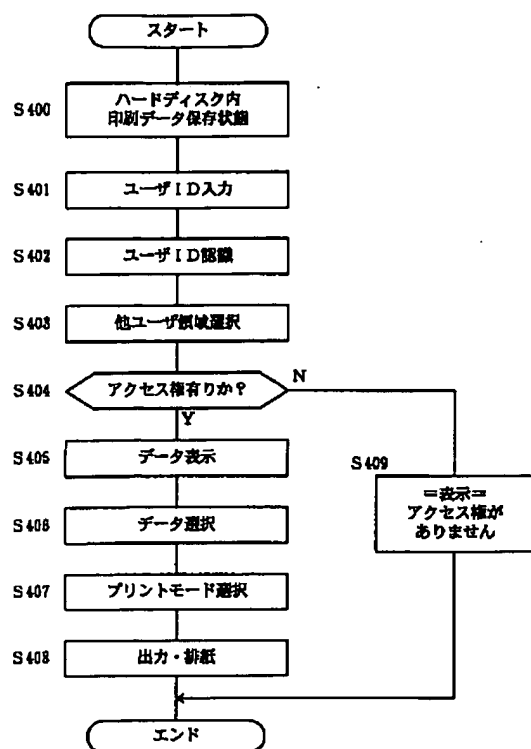 スタート
S400
ハードディスク内
印刷データ保存状態
S401
ユーザID入力
S402
ユーザID認識
S403
他ユーザ領域選択
S404
アクセス権有りか?
N
Y
S405
データ表示
S409
=表示=
アクセス権が
ありません
S406
データ選択
S407
プリントモード選択
S408
出力・排紙
エンド